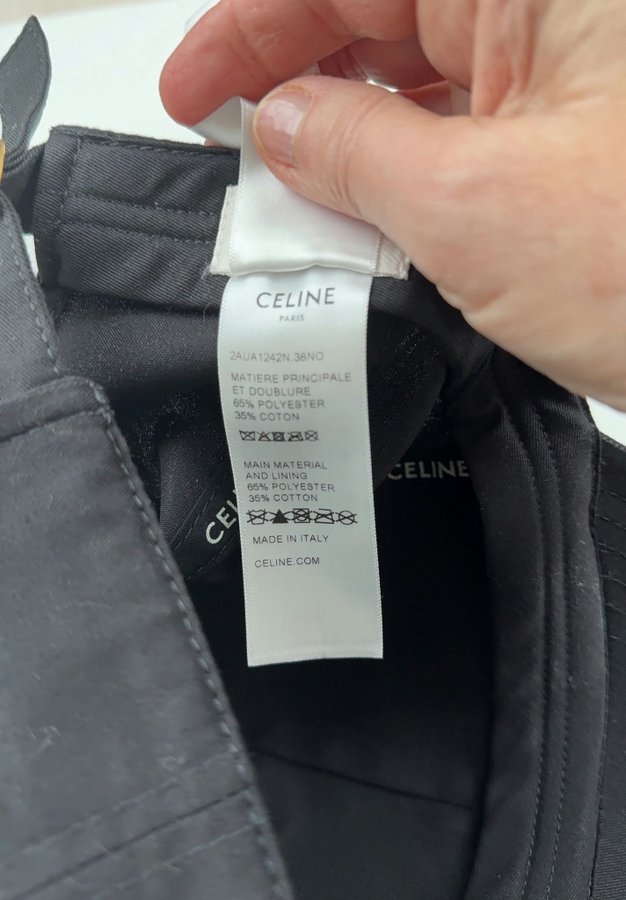 CELINE
PARIS
2AUA1242N.38NO
MATIERE PRINCIPALE
ET DOUBLURE
65% POLYESTER
35% COTON
MAIN MATERIAL
AND LINING
65% POLYESTER
35% COTTON
MADE IN ITALY
CELINE.COM
CELINE
CELI